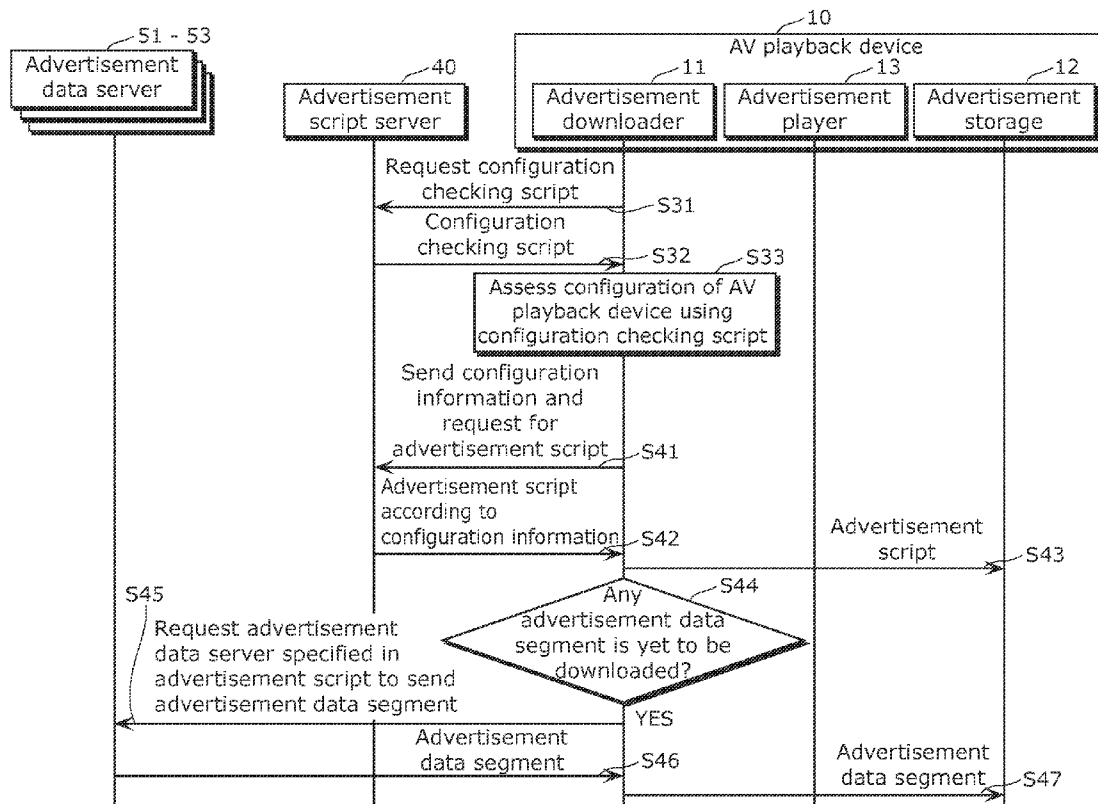 10
AV playback device
51 - 53
Advertisement
data server
40
Advertisement
script server
11
Advertisement
downloader
13
Advertisement
player
12
Advertisement
storage
Request configuration
checking script
S31
Configuration
checking script
S32
S33
Assess configuration of AV
playback device using
configuration checking script
Send configuration
information and
request for
advertisement script
S41
Advertisement script
according to
configuration information
S42
Advertisement
script
S43
S44
Any
advertisement data
segment is yet to be
downloaded?
S45
Request advertisement
data server specified in
advertisement script to send
advertisement data segment
YES
Advertisement
data segment
S46
Advertisement
data segment
S47